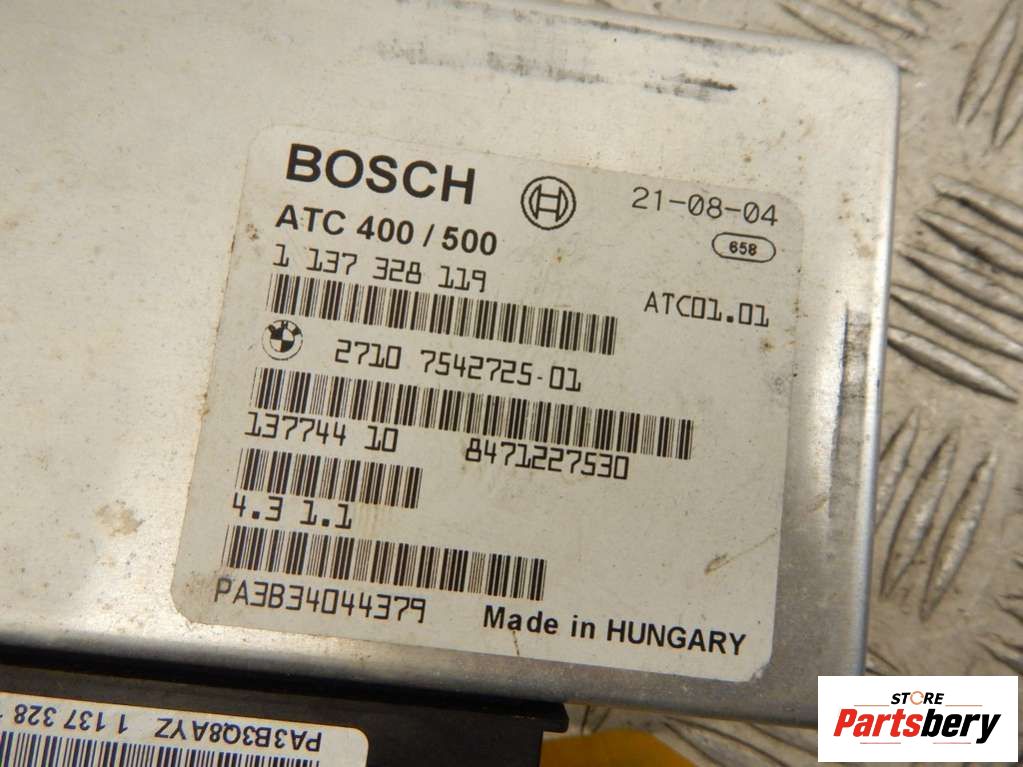 BOSCH
21-08-04
ATC 400 / 500
658
1 137 328 119
ATC01.01
2710 7542725-01
137744 10 8471227530
4.3 1.1
PA3B34044379
Made in HUNGARY
PA3B3Q8AYZ 1 137 328
STORE
Partsbery